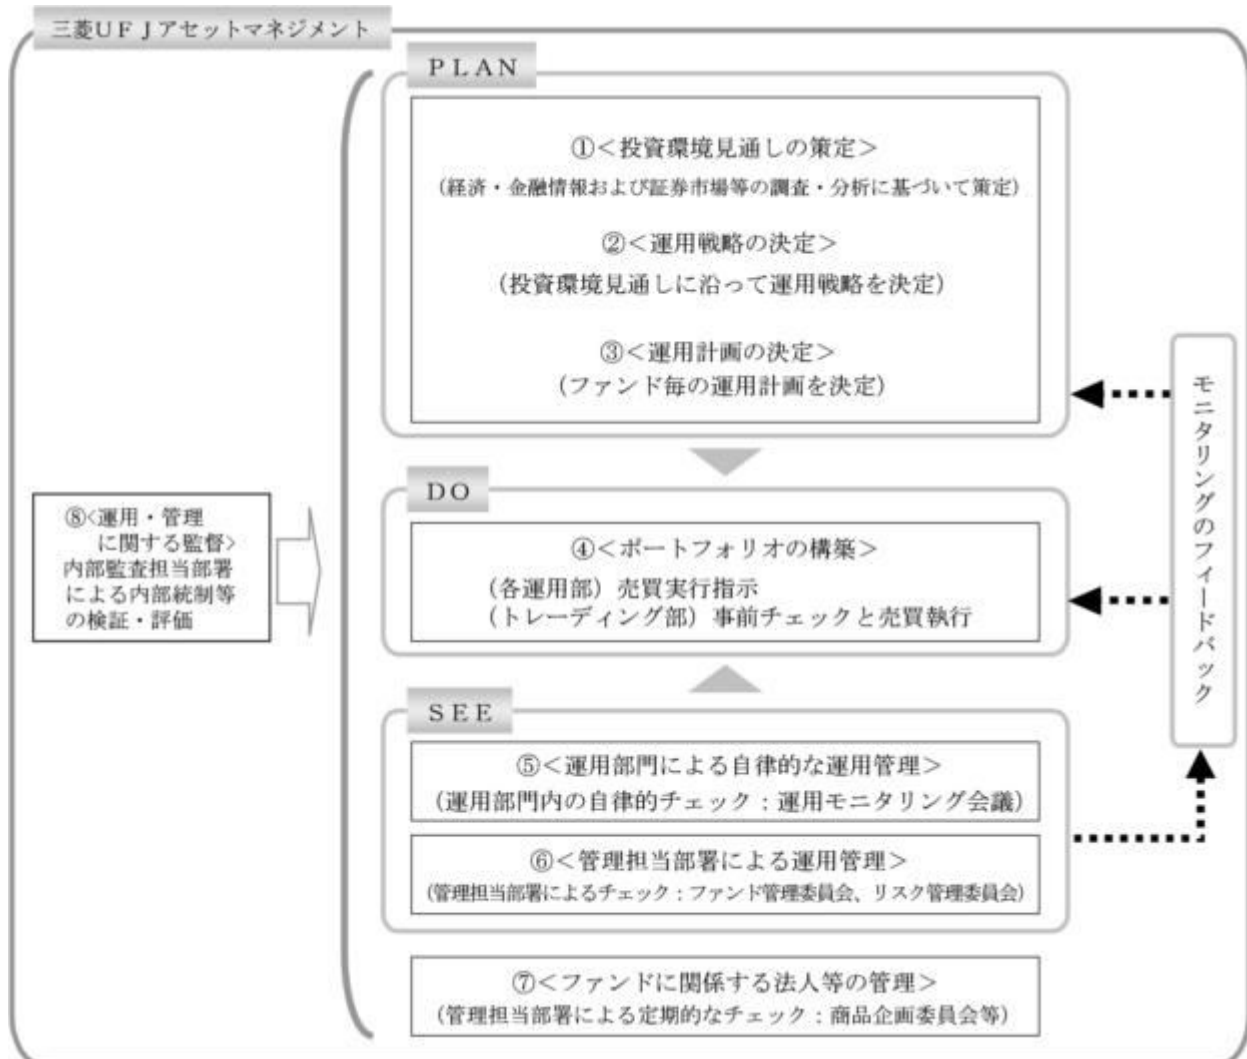 三菱ＵＦＪアセットマネジメント
ＰＬＡＮ
①＜投資環境見通しの策定＞
（経済・金融情報および証券市場等の調査・分析に基づいて策定）
②＜運用戦略の決定＞
（投資環境見通しに沿って運用戦略を決定）
③＜運用計画の決定＞
（ファンド毎の運用計画を決定）
ＤＯ
④＜ポートフォリオの構築＞
（各運用部）売買実行指示
（トレーディング部）事前チェックと売買執行
ＳＥＥ
⑤＜運用部門による自律的な運用管理＞
（運用部門内の自律的チェック：運用モニタリング会議）
⑥＜管理担当部署による運用管理＞
（管理担当部署によるチェック：ファンド管理委員会、リスク管理委員会）
⑦＜ファンドに関係する法人等の管理＞
（管理担当部署による定期的なチェック：商品企画委員会等）
⑧<運用・管理
に関する監督>
内部監査担当部署
による内部統制等
の検証・評価
モニタリングのフィードバック